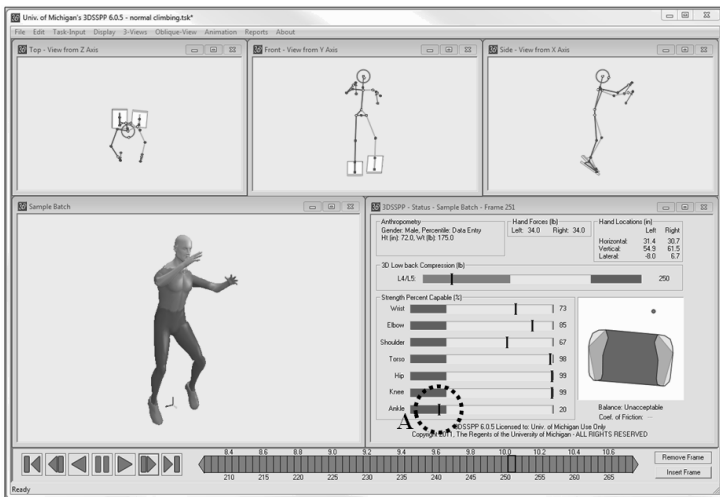 Univ. of Michigan's 3DSSPP 6.0.5 - normal climbing.tsk*
File Edit Task-Input Display 3-Views Oblique-View Animation Reports About
Top - View from Z Axis
Front - View from Y Axis
Side - View from X Axis
Sample Batch
3DSSPP - Status - Sample Batch - Frame 251
Anthropometry
Gender: Male, Percentile: Data Entry
Ht (in): 72.0, Wt (lb): 175.0
Hand Forces (lb)
Left: 34.0 Right: 34.0
Hand Locations (in)
Left Right
Horizontal: 31.4 30.7
Vertical: 54.9 61.5
Lateral: -8.0 6.7
3D Low back Compression (lb)
L4/L5: 250
Strength Percent Capable (%)
Wrist 73
Elbow 85
Shoulder 67
Torso 98
Hip 99
Knee 99
Ankle 20
A
Balance: Unacceptable
Coef. of Friction: ---
3DSSPP 6.0.5 Licensed to: Univ. of Michigan Use Only
Copyright 2011, The Regents of the University of Michigan - ALL RIGHTS RESERVED
8.4 8.6 8.8 9.0 9.2 9.4 9.6 9.8 10.0 10.2 10.4 10.6
210 215 220 225 230 235 240 245 250 255 260 265
Remove Frame
Insert Frame
Ready